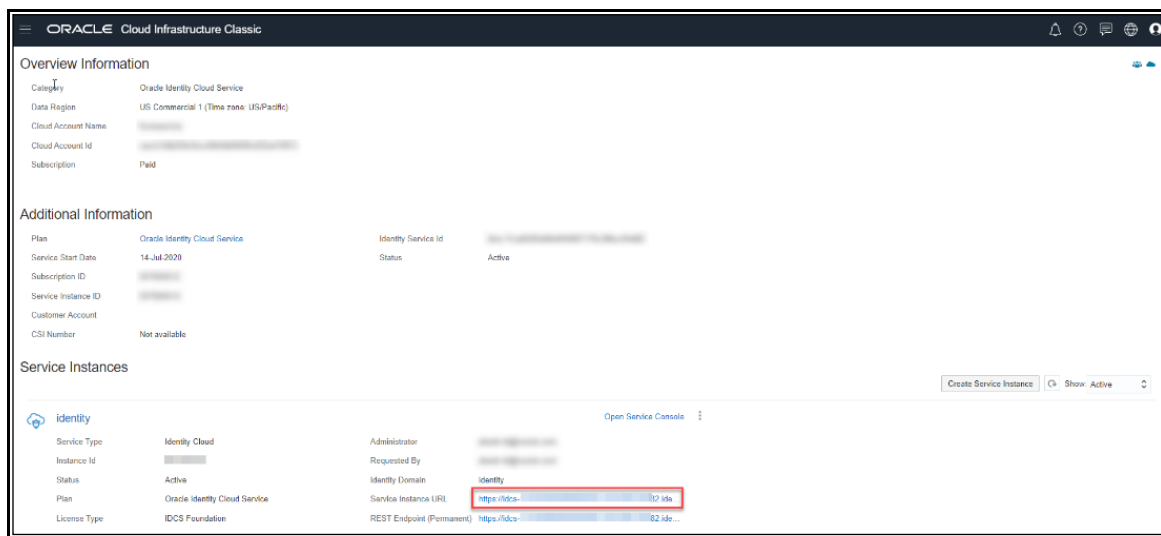 ORACLE Cloud Infrastructure Classic
Overview Information
Category Oracle Identity Cloud Service
Data Region US Commercial 1 (Time zone: US/Pacific)
Cloud Account Name
Cloud Account Id
Subscription Paid
Additional Information
Plan Oracle Identity Cloud Service Identity Service Id
Service Start Date 14-Jul-2020 Status Active
Subscription ID
Service Instance ID
Customer Account
CSI Number Not available
Service Instances
Create Service Instance Show: Active
identity Open Service Console
Service Type Identity Cloud Administrator
Instance Id Requested By
Status Active Identity Domain identity
Plan Oracle Identity Cloud Service Service Instance URL https://idcs- 82.ide...
License Type IDCS Foundation REST Endpoint (Permanent) https://idcs- 82.ide...